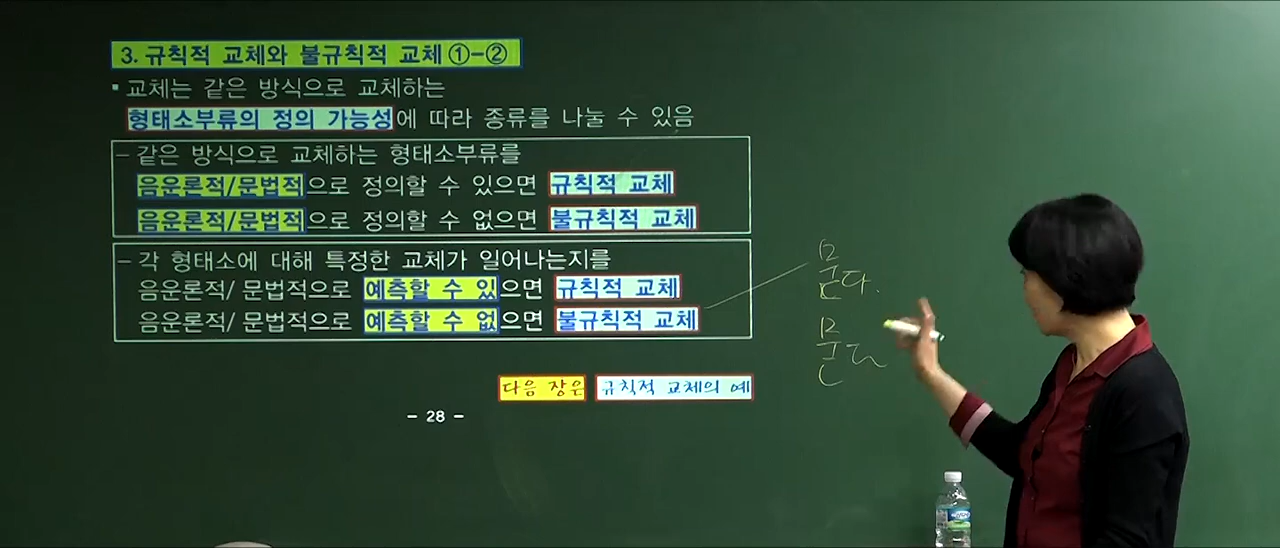 3. 규칙적 교체와 불규칙적 교체 ①-②
▪ 교체는 같은 방식으로 교체하는
형태소부류의 정의 가능성에 따라 종류를 나눌 수 있음
– 같은 방식으로 교체하는 형태소부류를
음운론적/문법적으로 정의할 수 있으면 규칙적 교체
음운론적/문법적으로 정의할 수 없으면 불규칙적 교체
– 각 형태소에 대해 특정한 교체가 일어나는지를
음운론적/ 문법적으로 예측할 수 있으면 규칙적 교체
음운론적/ 문법적으로 예측할 수 없으면 불규칙적 교체
다음 장은 규칙적 교체의 예
– 28 –